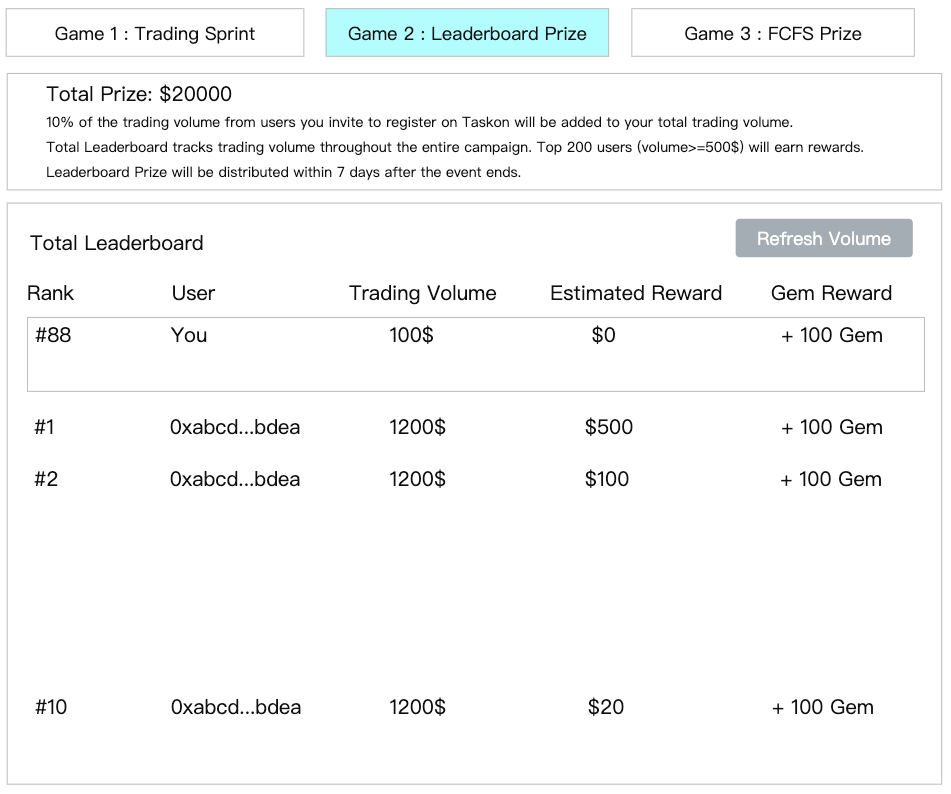 Game 1 : Trading Sprint
Game 2 : Leaderboard Prize
Game 3 : FCFS Prize
Total Prize: $20000
10% of the trading volume from users you invite to register on Taskon will be added to your total trading volume.
Total Leaderboard tracks trading volume throughout the entire campaign. Top 200 users (volume>=500$) will earn rewards.
Leaderboard Prize will be distributed within 7 days after the event ends.
Total Leaderboard
Refresh Volume
Rank User Trading Volume Estimated Reward Gem Reward
#88 You 100$ $0 + 100 Gem
#1 0xabcd...bdea 1200$ $500 + 100 Gem
#2 0xabcd...bdea 1200$ $100 + 100 Gem
#10 0xabcd...bdea 1200$ $20 + 100 Gem